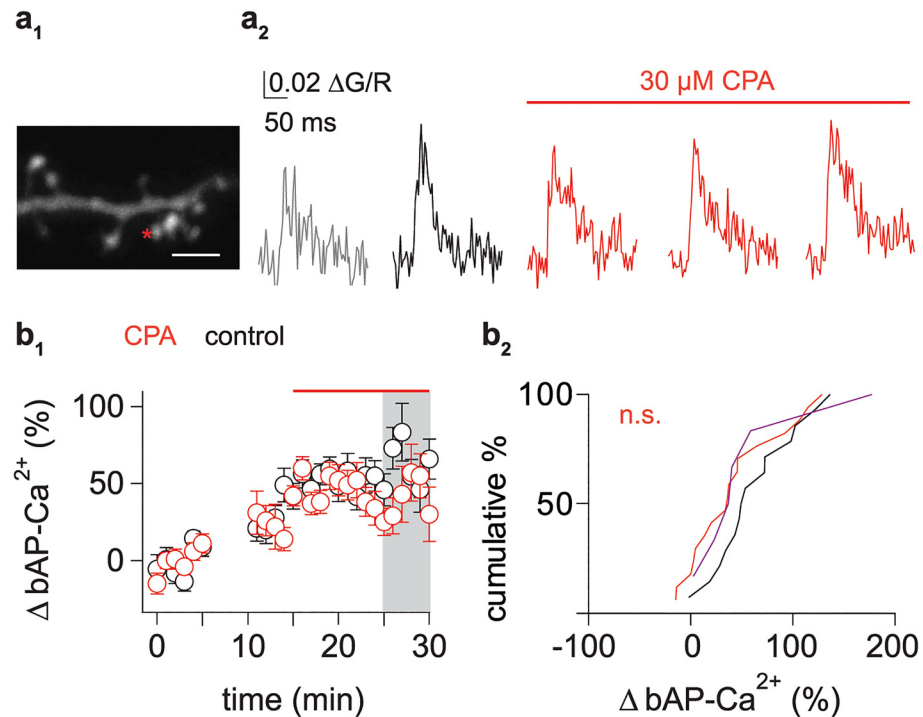 a1
a2
0.02 ΔG/R
50 ms
30 µM CPA
*
b1
CPA control
b2
Δ bAP-Ca2+ (%)
100
50
0
0 10 20 30
time (min)
n.s.
cumulative %
100
50
-100 0 100 200
Δ bAP-Ca2+ (%)